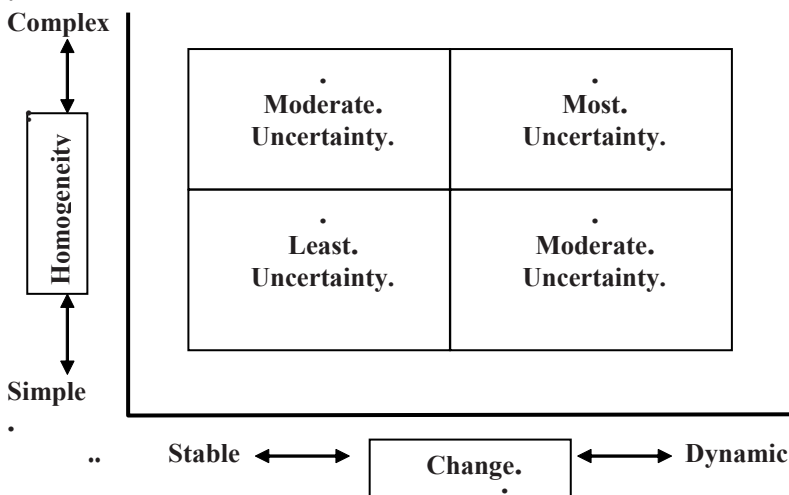 Complex
.
Moderate.
Uncertainty.
.
Most.
Uncertainty.
:
Homogeneity
.
Least.
Uncertainty.
.
Moderate.
Uncertainty.
Simple
.
..
Stable
Change.
.
Dynamic